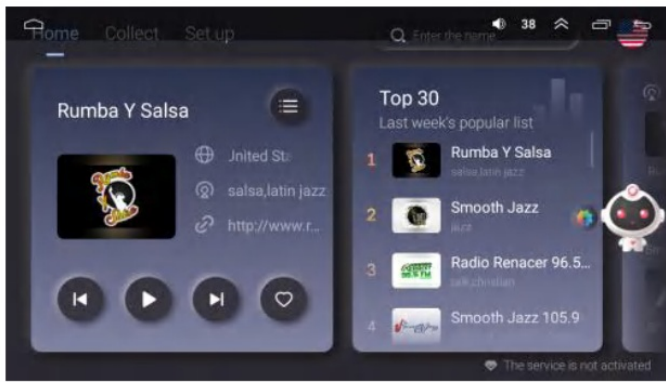 38
Home Collect Set up
Enter the name
Rumba Y Salsa
United Sta
salsa,latin jazz
http://www.r...
Top 30
Last week's popular list
1 Rumba Y Salsa
salsa,latin jazz
2 Smooth Jazz
jazz
3 Radio Renacer 96.5...
talk,christian
4 Smooth Jazz 105.9
The service is not activated